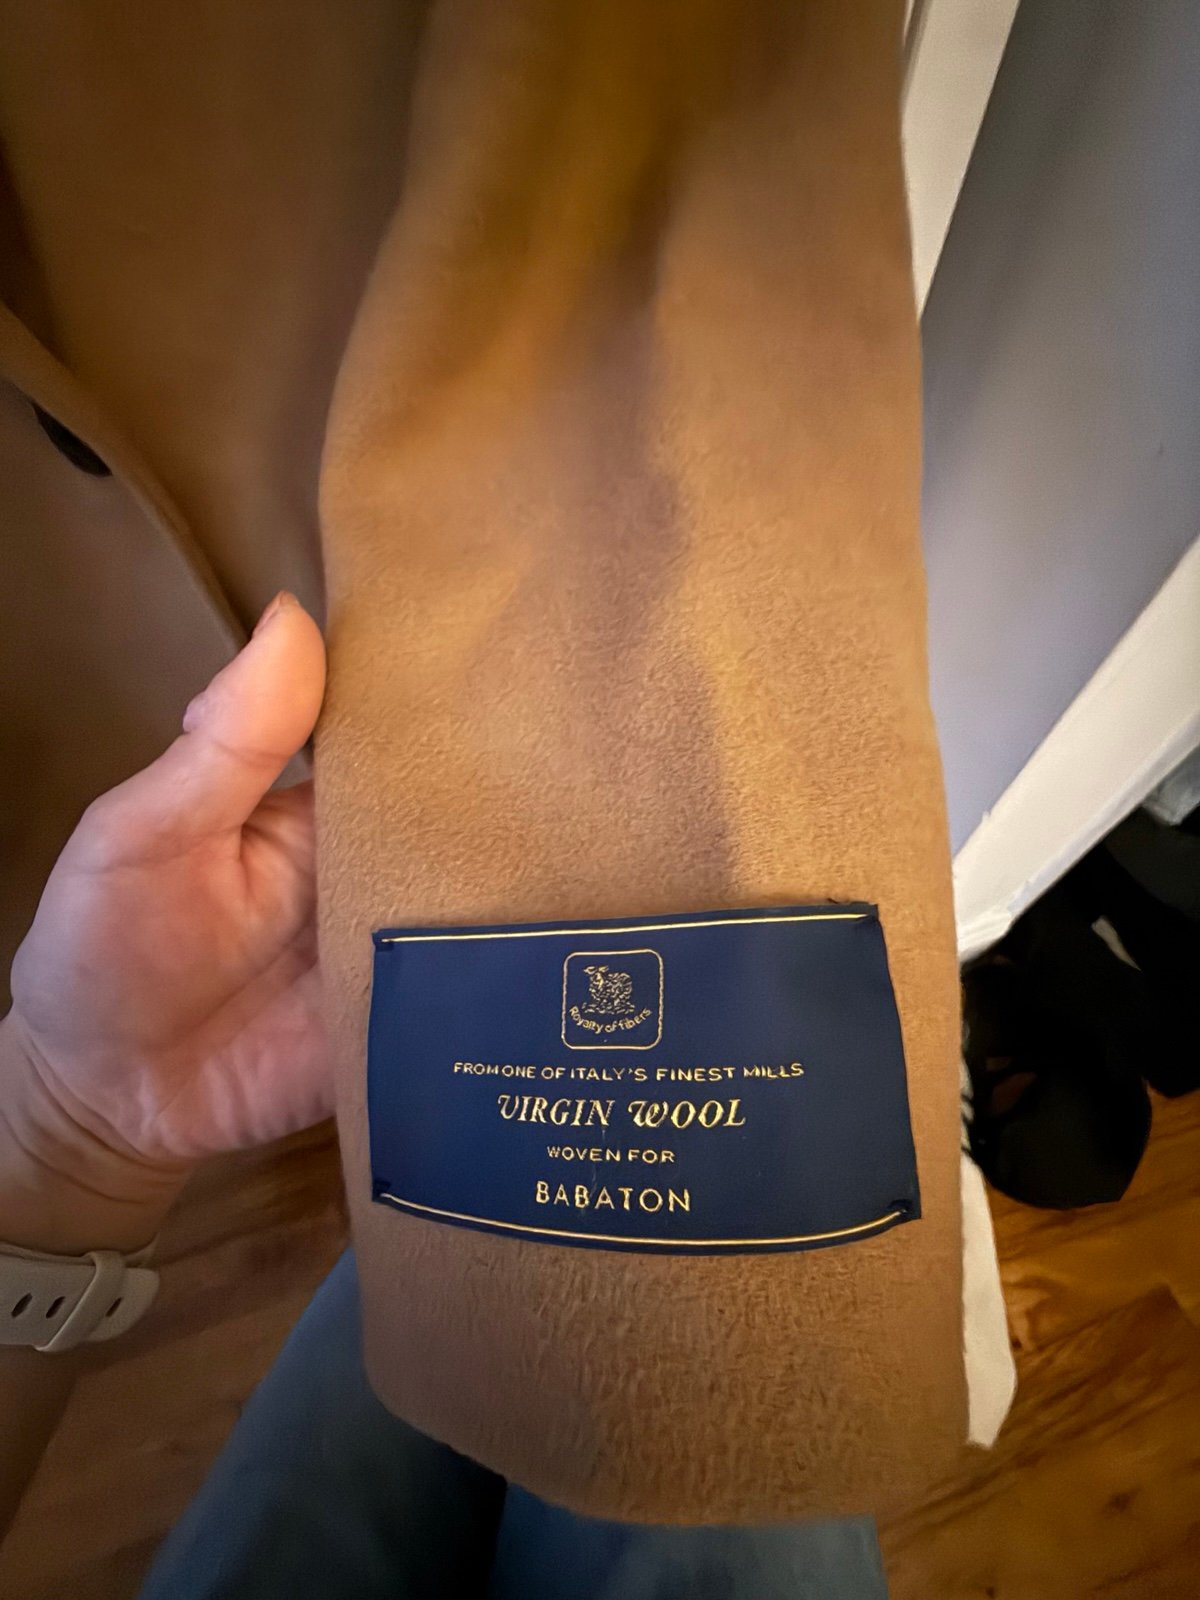 Royalty of fibers
FROM ONE OF ITALY'S FINEST MILLS
VIRGIN WOOL
WOVEN FOR
BABATON